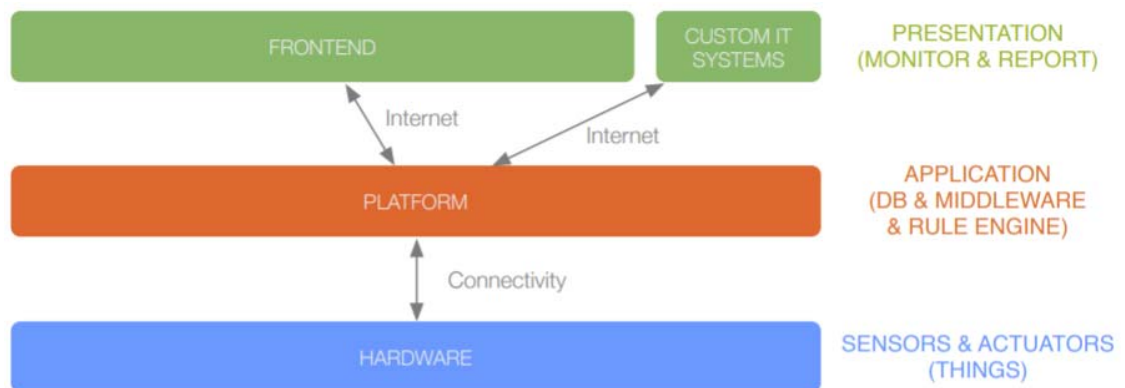 FRONTEND
CUSTOM IT
SYSTEMS
PRESENTATION
(MONITOR & REPORT)
Internet
Internet
PLATFORM
APPLICATION
(DB & MIDDLEWARE
& RULE ENGINE)
Connectivity
HARDWARE
SENSORS & ACTUATORS
(THINGS)